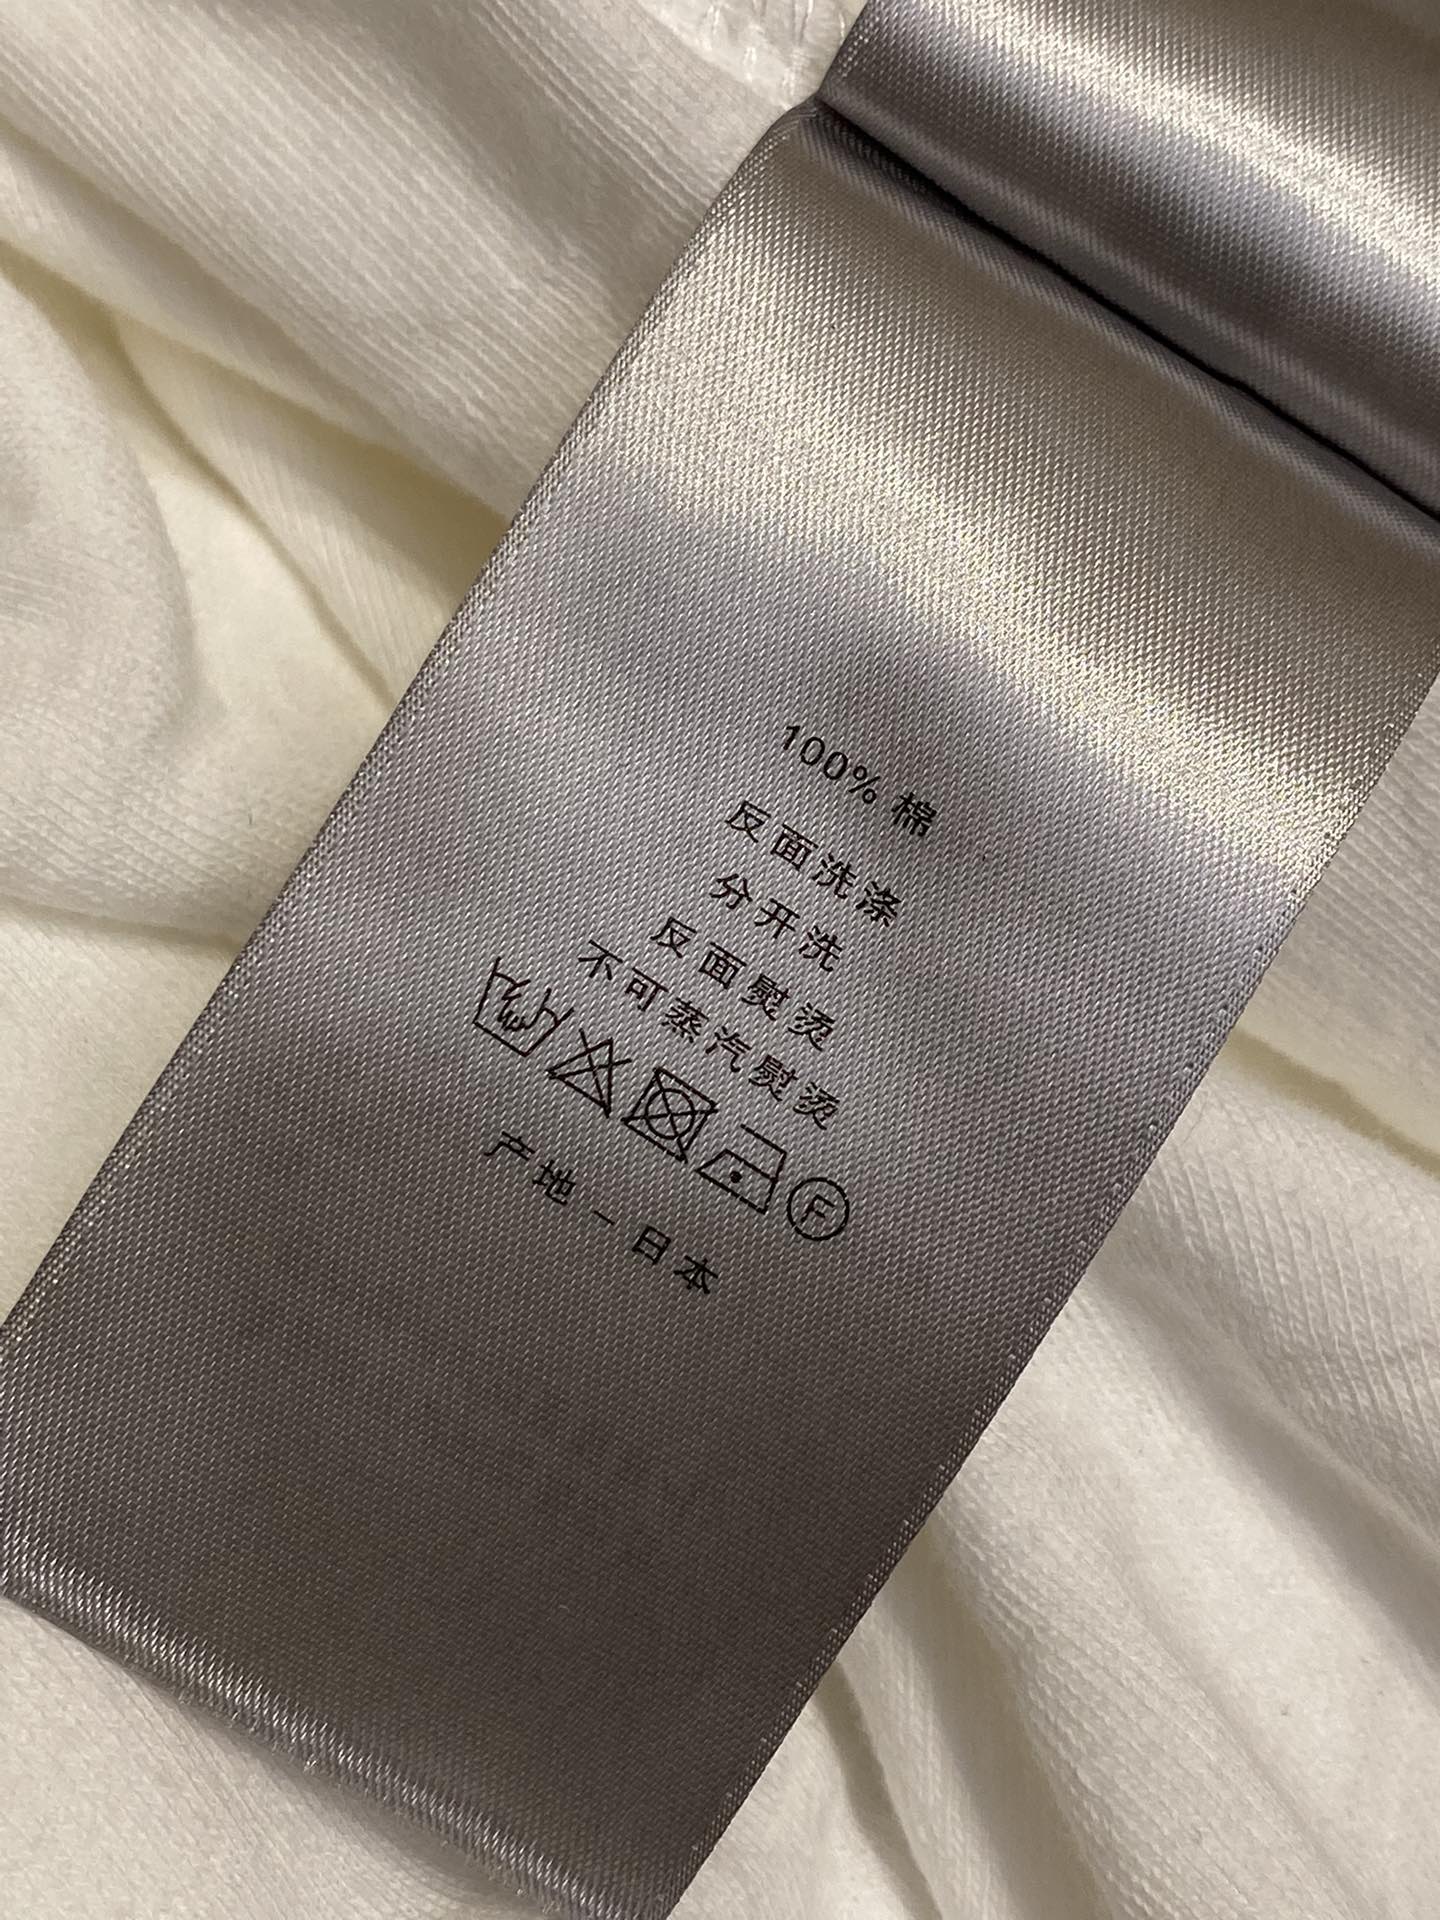 100% 棉
反面洗涤
分开洗
反面熨烫
不可蒸汽熨烫
F
产地 - 日本